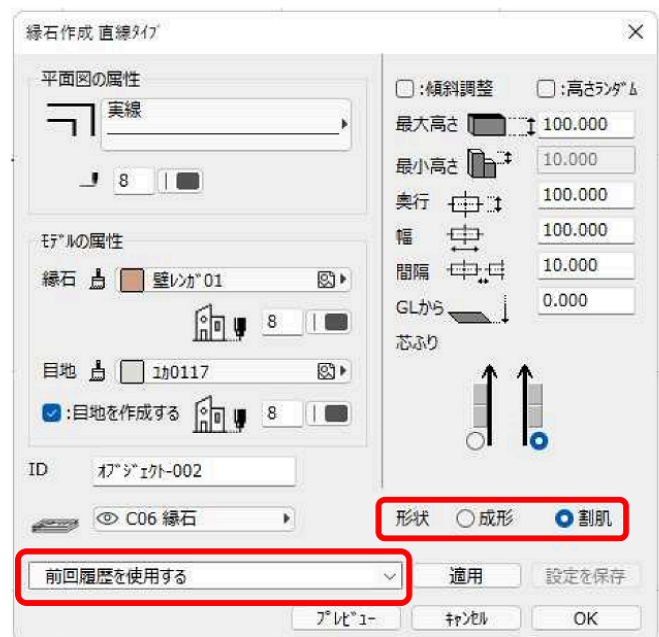 縁石作成 直線ﾀｲﾌﾟ
平面図の属性
実線
8
ﾓﾃﾞﾙの属性
縁石 壁ﾚﾝｶﾞ01
8
目地 ﾕｶ0117
:目地を作成する 8
ID ｵﾌﾞｼﾞｪｸﾄ-002
C06 縁石
前回履歴を使用する
:傾斜調整 :高さﾗﾝﾀﾞﾑ
最大高さ 100.000
最小高さ 10.000
奥行 100.000
幅 100.000
間隔 10.000
GLから 0.000
芯ふり
形状 成形 割肌
適用 設定を保存
ﾌﾟﾚﾋﾞｭｰ ｷｬﾝｾﾙ OK